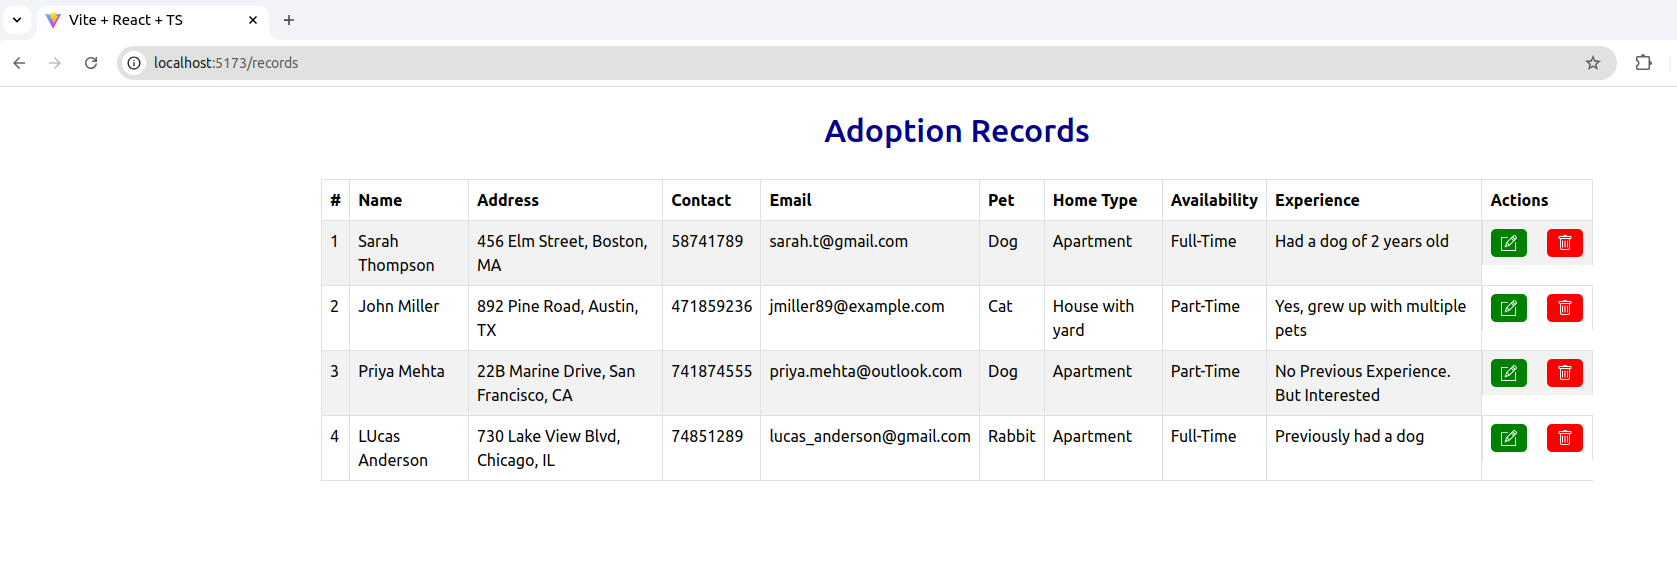 Vite + React + TS
localhost:5173/records
Adoption Records
# Name Address Contact Email Pet Home Type Availability Experience Actions
1 Sarah Thompson 456 Elm Street, Boston, MA 58741789 sarah.t@gmail.com Dog Apartment Full-Time Had a dog of 2 years old
2 John Miller 892 Pine Road, Austin, TX 471859236 jmiller89@example.com Cat House with yard Part-Time Yes, grew up with multiple pets
3 Priya Mehta 22B Marine Drive, San Francisco, CA 741874555 priya.mehta@outlook.com Dog Apartment Part-Time No Previous Experience. But Interested
4 LUcas Anderson 730 Lake View Blvd, Chicago, IL 74851289 lucas_anderson@gmail.com Rabbit Apartment Full-Time Previously had a dog